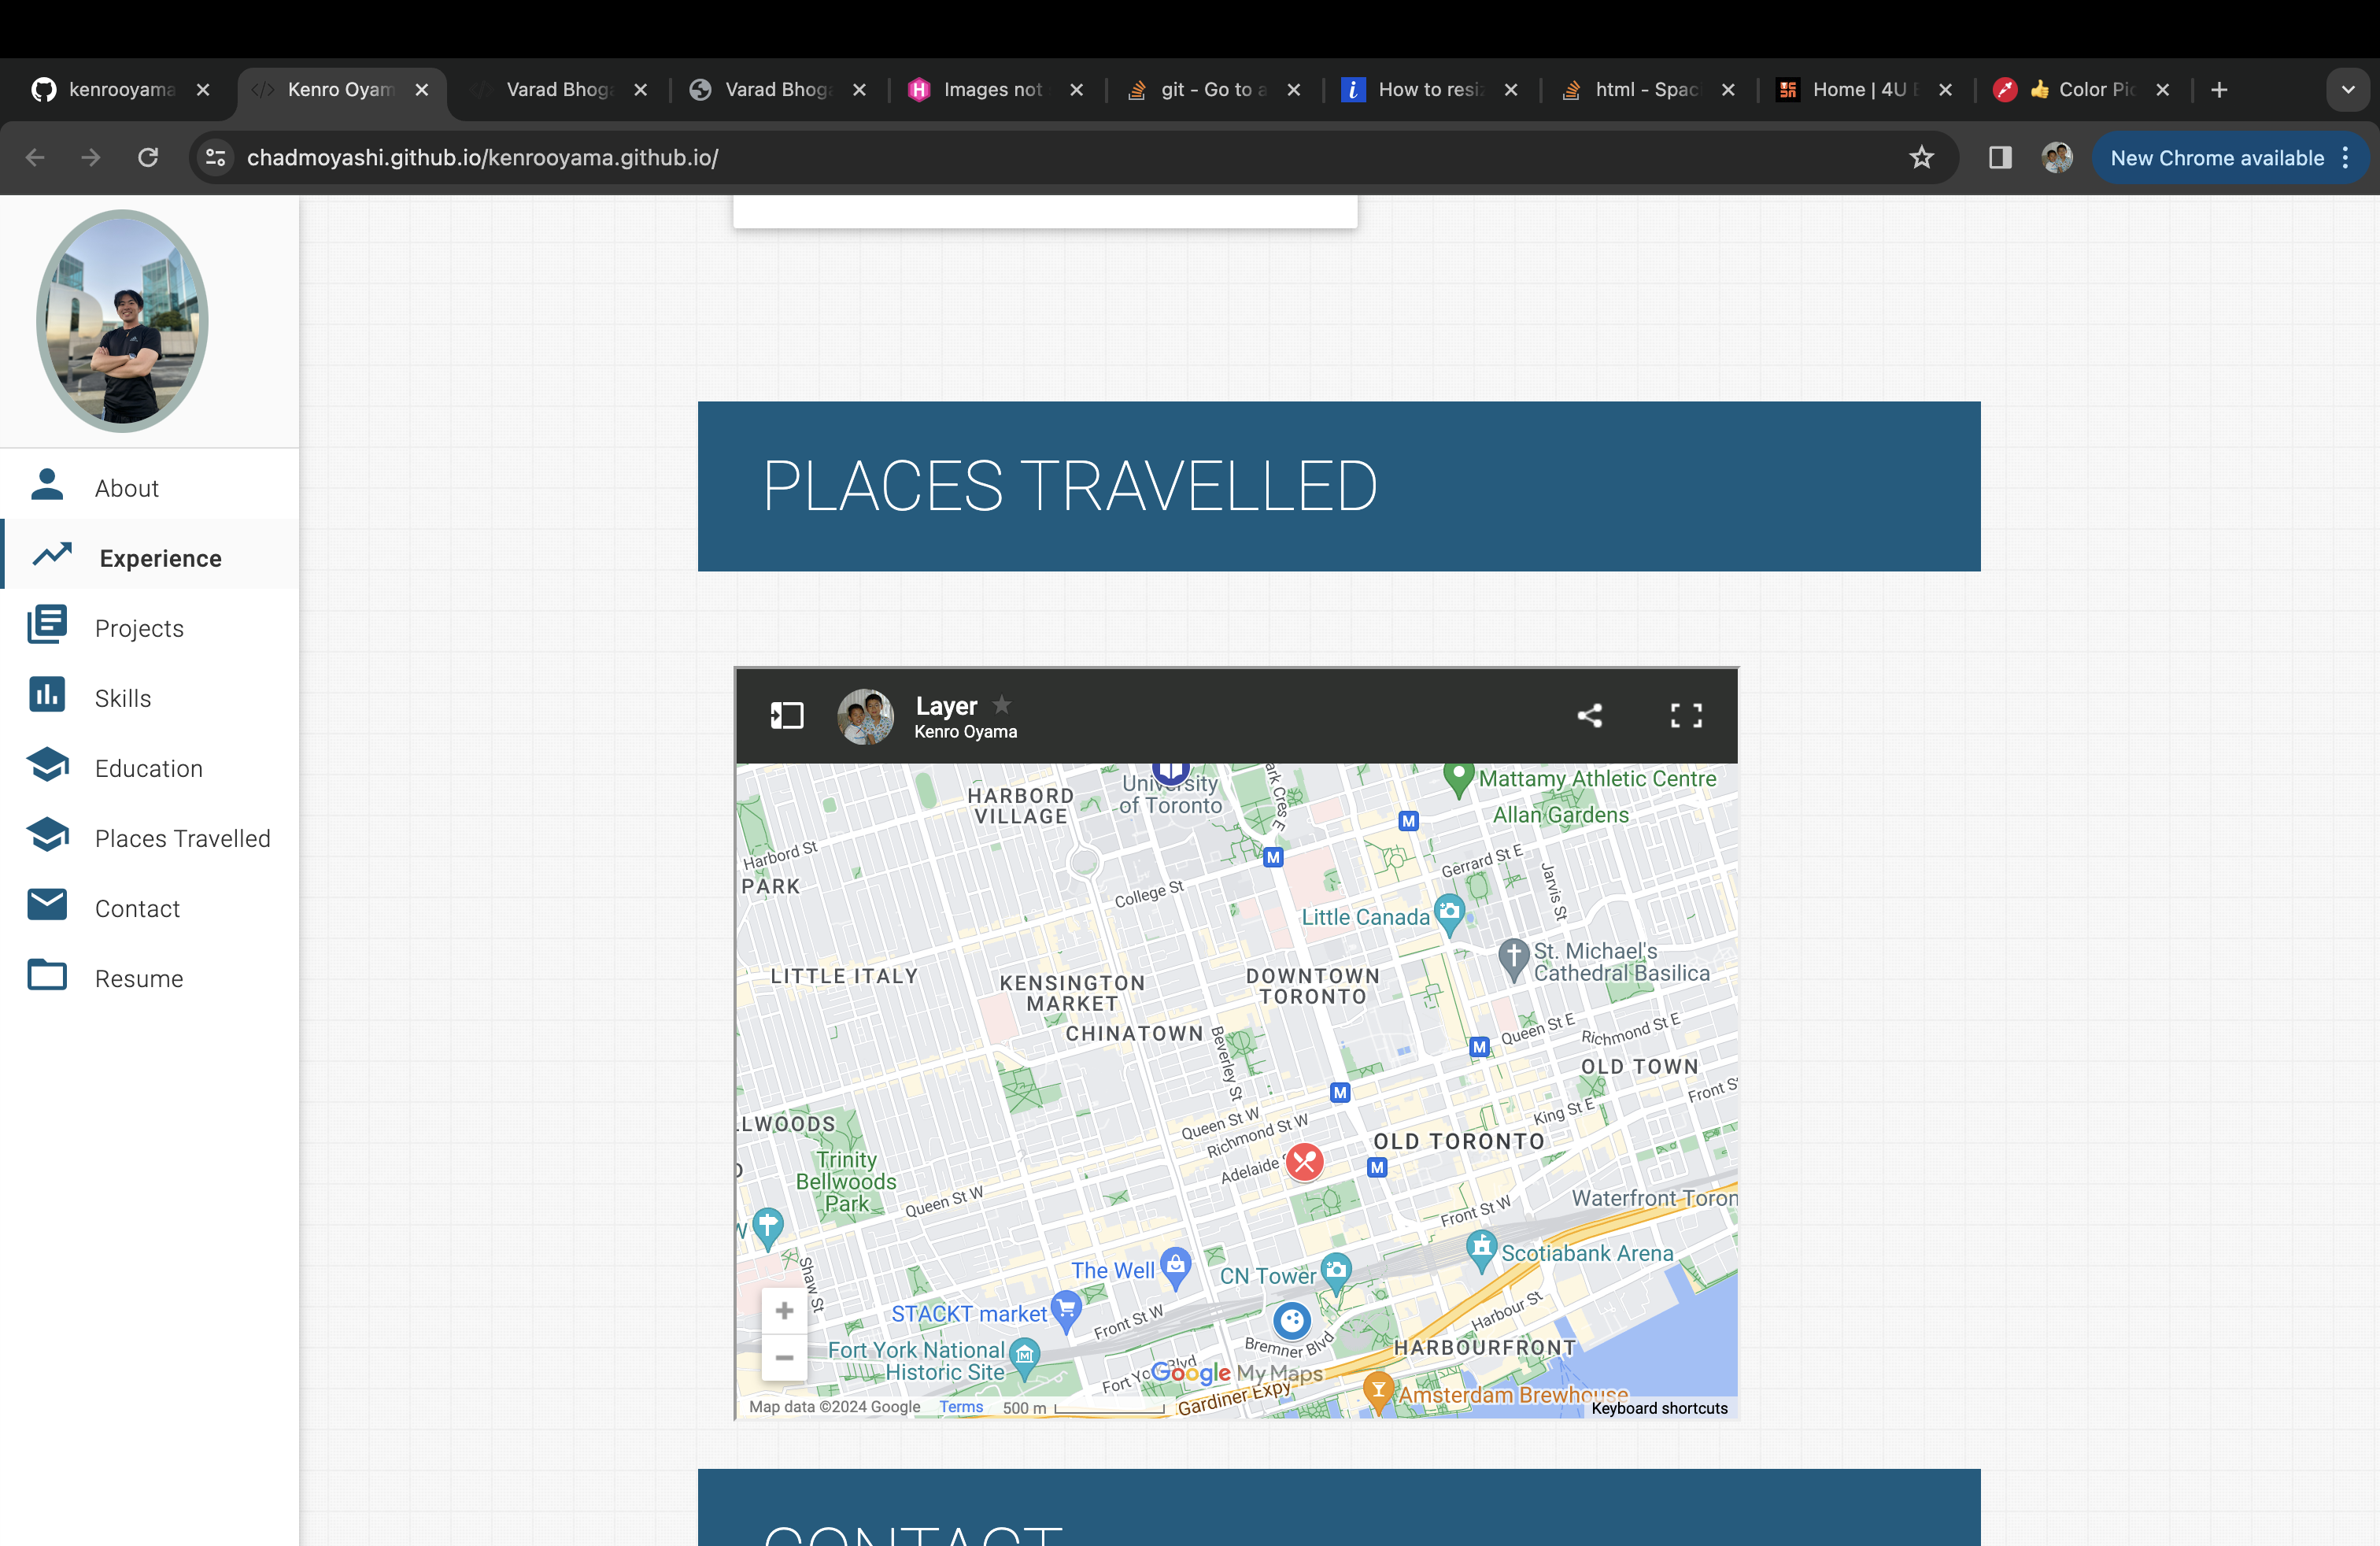 kenrooyama
Kenro Oyam
Varad Bhoga
Varad Bhoga
Images not
git - Go to a
How to resiz
html - Spac
Home | 4U E
Color Pic
chadmoyashi.github.io/kenrooyama.github.io/
New Chrome available
About
Experience
Projects
Skills
Education
Places Travelled
Contact
Resume
PLACES TRAVELLED
Layer
Kenro Oyama
University
of Toronto
HARBORD
VILLAGE
ark Cres E
Mattamy Athletic Centre
Allan Gardens
M
M
Harbord St
PARK
College St
Gerrard St E
Jarvis St
Little Canada
St. Michael's
Cathedral Basilica
LITTLE ITALY
KENSINGTON
MARKET
DOWNTOWN
TORONTO
CHINATOWN
Beverley St
Queen St E
Richmond St E
M
OLD TOWN
M
Front S
King St E
LLWOODS
Queen St W
Richmond St W
OLD TORONTO
Adelaide
M
Trinity
Bellwoods
Park
Queen St W
Waterfront Toron
Front St W
W
Scotiabank Arena
Shaw St
The Well
CN Tower
STACKT market
Front St W
Harbour St
Bremner Blvd
HARBOURFRONT
Fort York National
Historic Site
Fort Yo
Blvd
Google My Maps
Gardiner Expy
Amsterdam Brewhouse
Map data ©2024 Google
Terms
500 m
Keyboard shortcuts
CONTACT